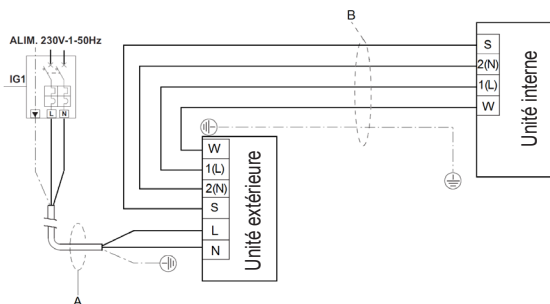 B
ALIM. 230V-1-50Hz
IG1
L N
S
2(N)
1(L)
W
Unité interne
W
1(L)
2(N)
S
L
N
Unité extérieure
A